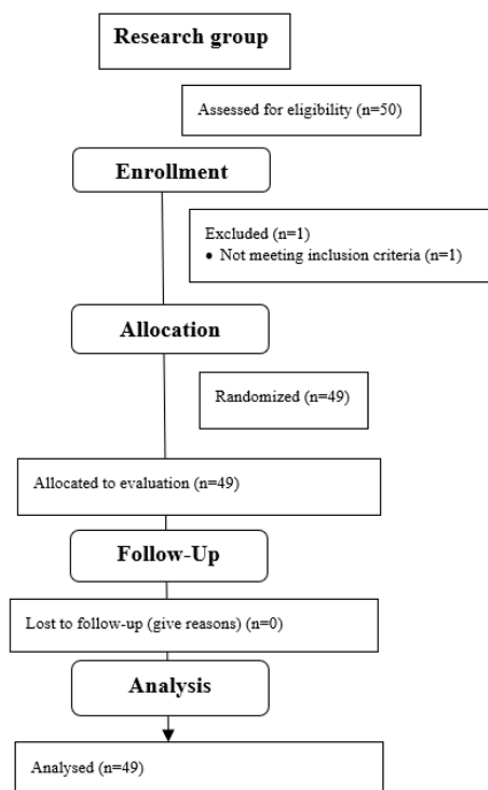 Research group
Assessed for eligibility (n=50)
Enrollment
Excluded (n=1)
• Not meeting inclusion criteria (n=1)
Allocation
Randomized (n=49)
Allocated to evaluation (n=49)
Follow-Up
Lost to follow-up (give reasons) (n=0)
Analysis
Analysed (n=49)